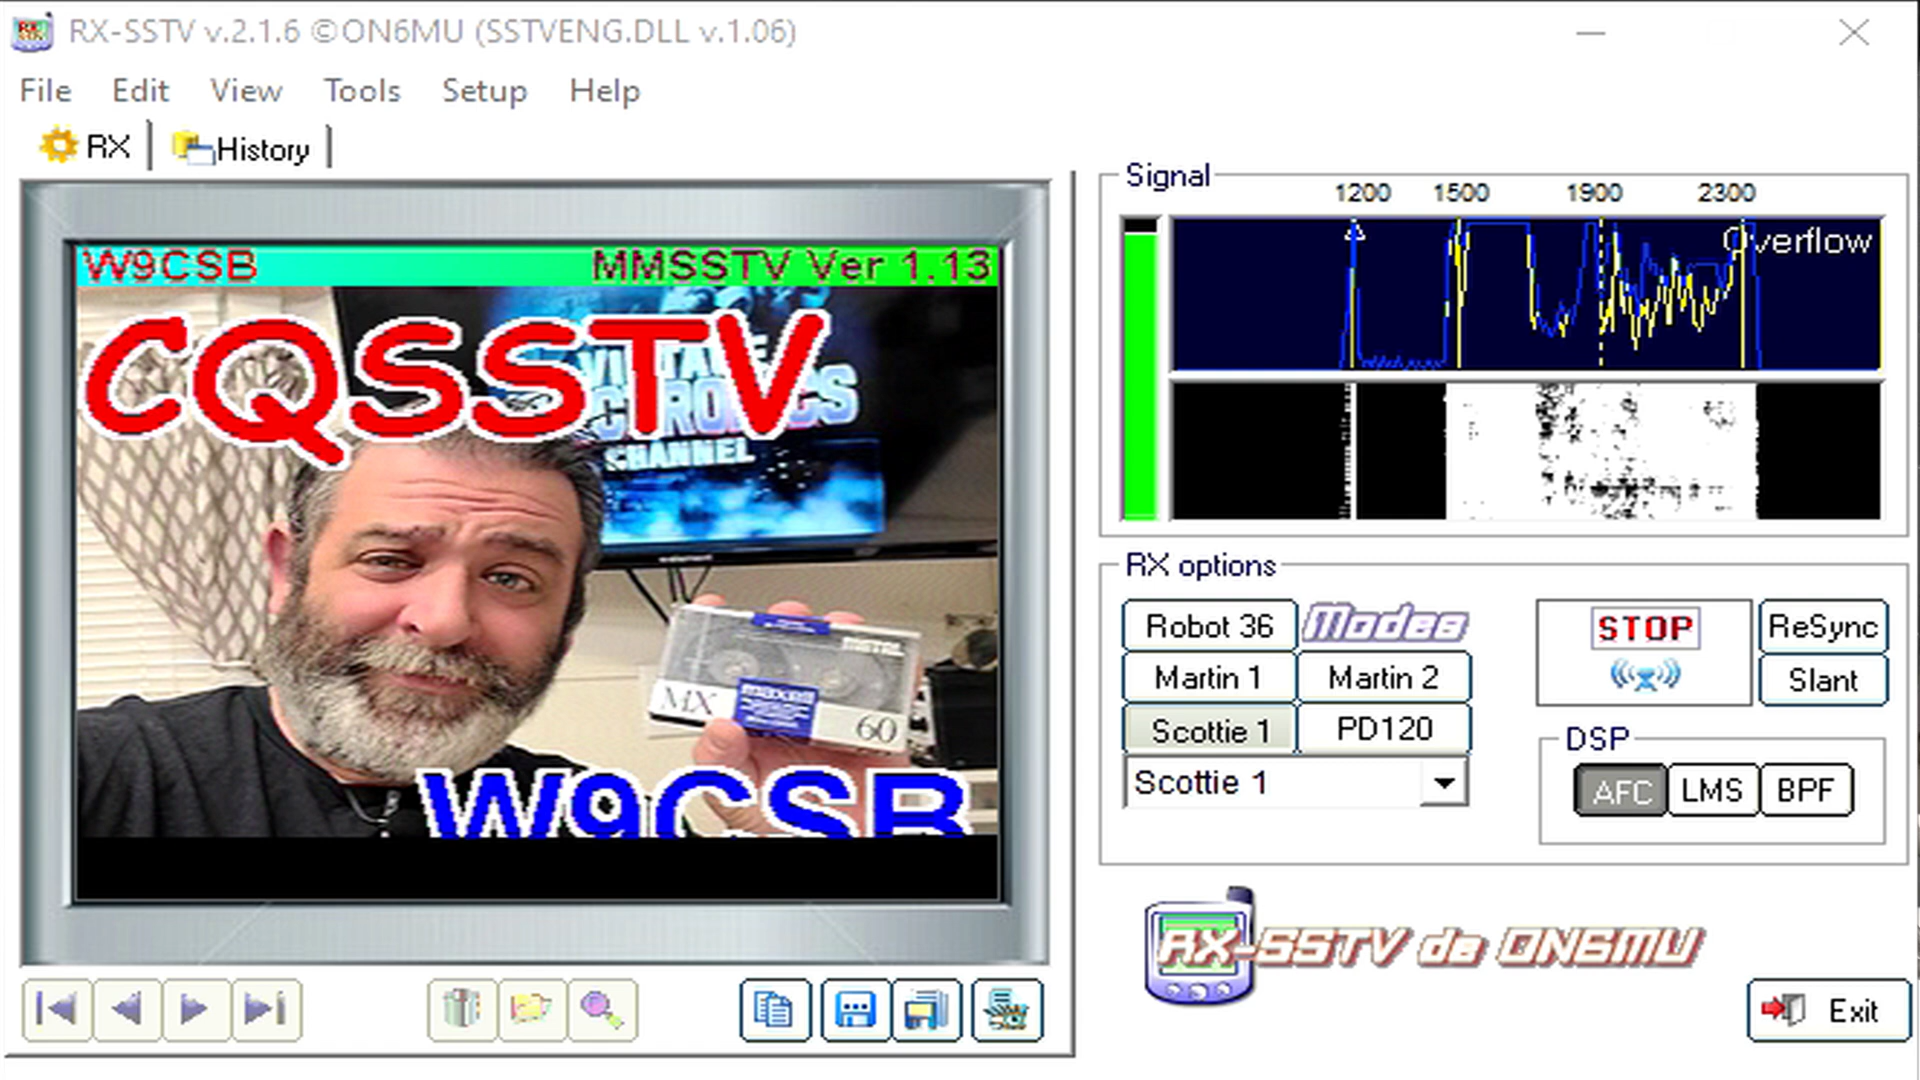 RX-SSTV v.2.1.6 ©ON6MU (SSTVENG.DLL v.1.06)
File Edit View Tools Setup Help
RX History
W9CSB MMSSTV Ver 1.13
CQSSTV
CHANNEL
METAL
MX maxell 60
W9CSB
Signal
1200 1500 1900 2300
Overflow
RX options
Robot 36 Modes
Martin 1 Martin 2
Scottie 1 PD120
Scottie 1
STOP ReSync
Slant
DSP
AFC LMS BPF
RX-SSTV de ON6MU
Exit